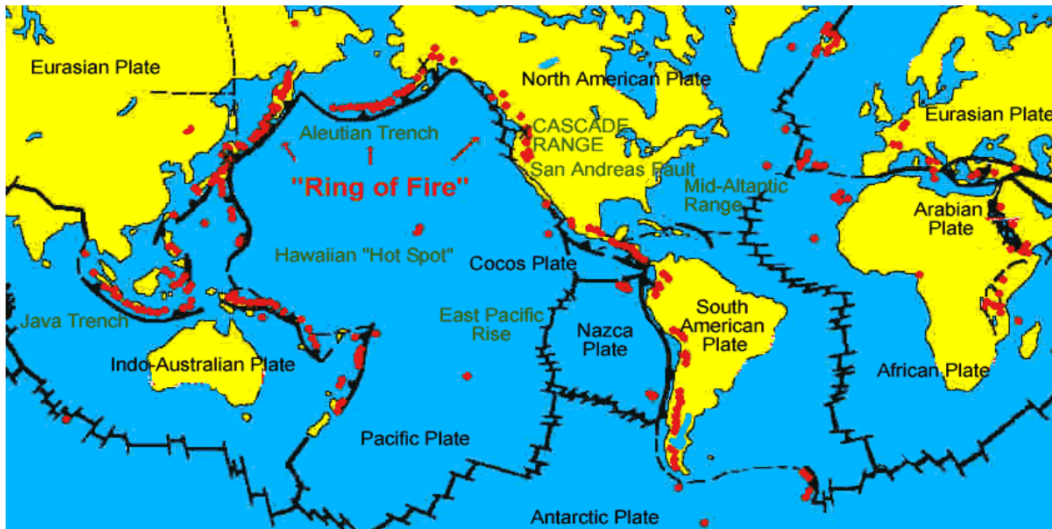 Eurasian Plate
North American Plate
Eurasian Plate
Aleutian Trench
CASCADE
RANGE
San Andreas Fault
"Ring of Fire"
Mid-Altantic
Range
Arabian
Plate
Hawaiian "Hot Spot"
Cocos Plate
Java Trench
East Pacific
Rise
Nazca
Plate
South
American
Plate
Indo-Australian Plate
African Plate
Pacific Plate
Antarctic Plate